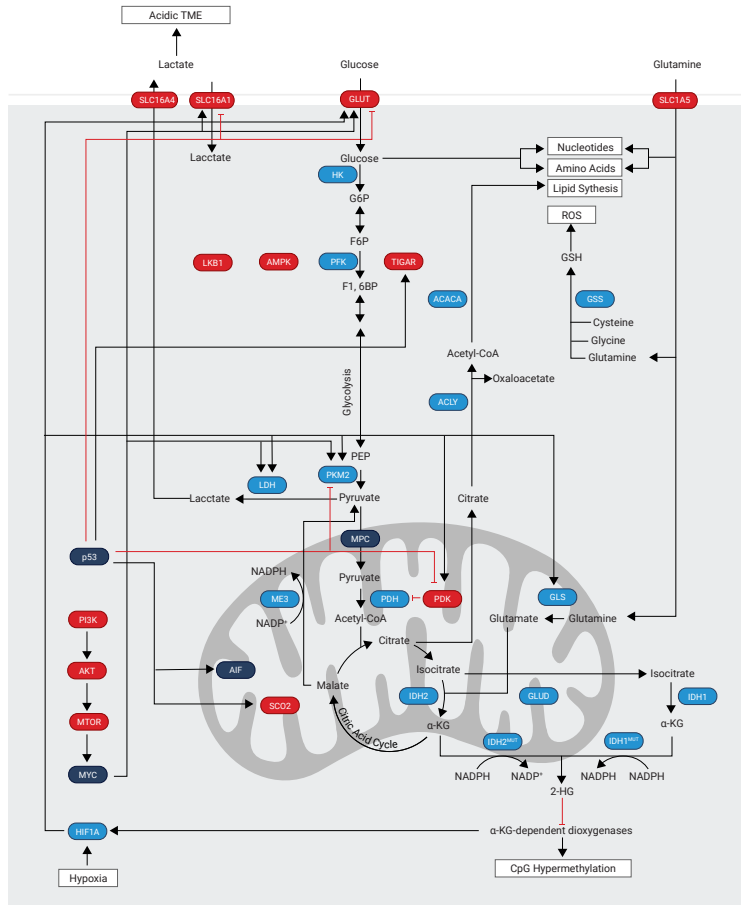 Acidic TME
Lactate
Glucose
Glutamine
SLC16A4
SLC16A1
GLUT
SLC1A5
Lacctate
Glucose
Nucleotides
Amino Acids
Lipid Sythesis
HK
G6P
ROS
F6P
GSH
LKB1
AMPK
PFK
TIGAR
F1, 6BP
ACACA
GSS
Cysteine
Glycine
Glutamine
Acetyl-CoA
Oxaloacetate
Glycolysis
ACLY
PEP
LDH
PKM2
Lacctate
Pyruvate
Citrate
MPC
p53
NADPH
Pyruvate
ME3
PDH
PDK
GLS
NADP⁺
Acetyl-CoA
Glutamate
Glutamine
PI3K
Citrate
AKT
AIF
Isocitrate
Isocitrate
Malate
IDH2
GLUD
IDH1
SCO2
Citric Acid Cycle
α-KG
α-KG
MTOR
IDH2ᴹᵁᵀ
IDH1ᴹᵁᵀ
MYC
NADPH
NADP⁺
NADPH
NADPH
2-HG
HIF1A
α-KG-dependent dioxygenases
Hypoxia
CpG Hypermethylation